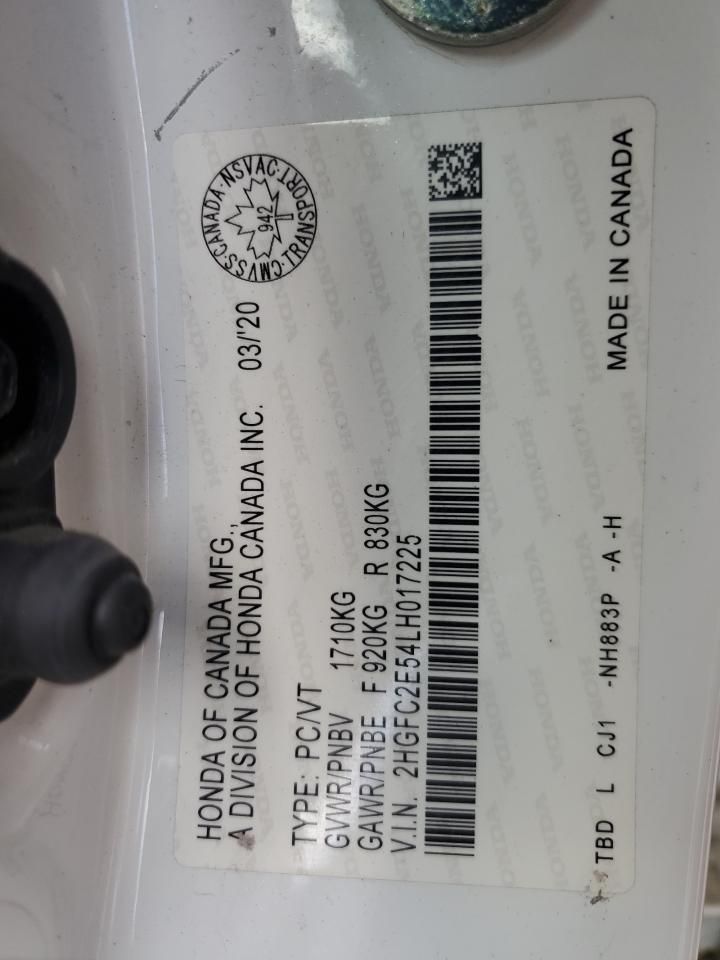 HONDA OF CANADA MFG.,
A DIVISION OF HONDA CANADA INC. 03/'20
CANADA·NSVAC·TRANSPORT·CMVSS·
942
TYPE: PC/VT
GVWR/PNBV 1710KG
GAWR/PNBE F 920KG R 830KG
V.I.N. 2HGFC2E54LH017225
TBD L CJ1 -NH883P -A -H MADE IN CANADA